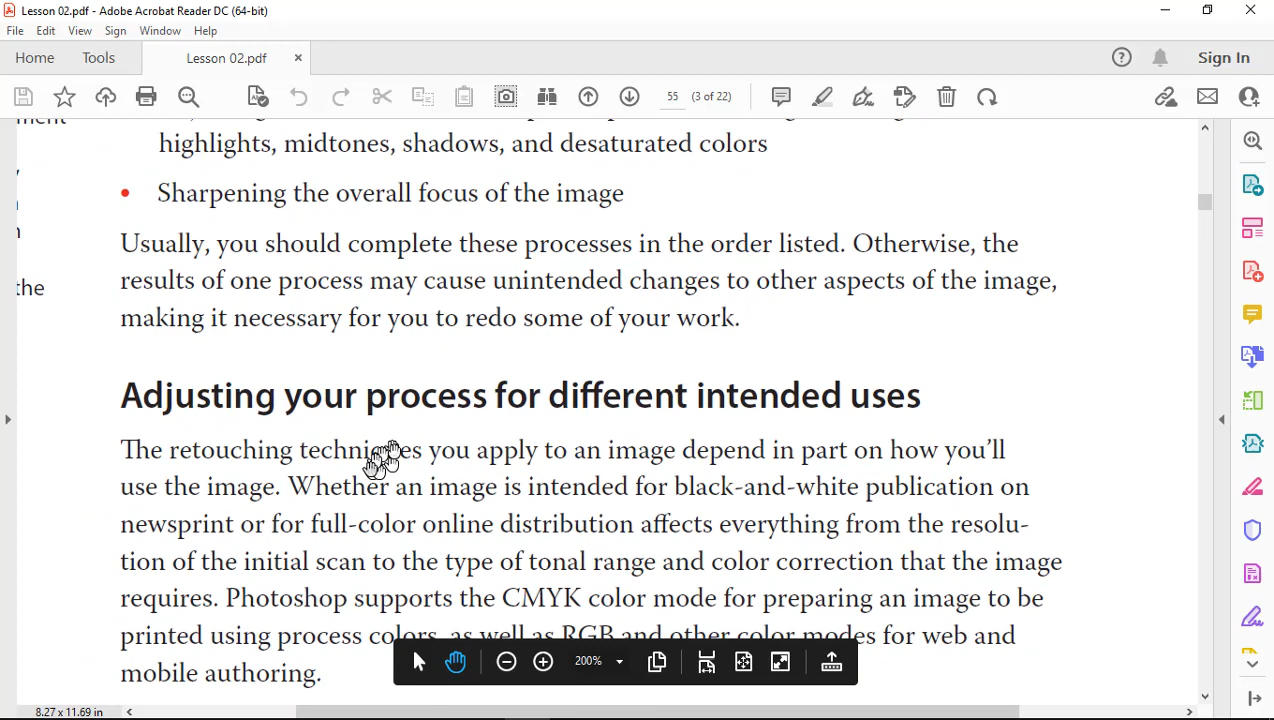 Lesson 02.pdf - Adobe Acrobat Reader DC (64-bit)
File Edit View Sign Window Help
Home Tools Lesson 02.pdf × Sign In
55 (3 of 22)
highlights, midtones, shadows, and desaturated colors
• Sharpening the overall focus of the image
Usually, you should complete these processes in the order listed. Otherwise, the
results of one process may cause unintended changes to other aspects of the image,
the
making it necessary for you to redo some of your work.
Adjusting your process for different intended uses
The retouching techniques you apply to an image depend in part on how you’ll
use the image. Whether an image is intended for black-and-white publication on
newsprint or for full-color online distribution affects everything from the resolu-
tion of the initial scan to the type of tonal range and color correction that the image
requires. Photoshop supports the CMYK color mode for preparing an image to be
printed using process colors, as well as RGB and other color modes for web and
mobile authoring.
200%
8.27 x 11.69 in